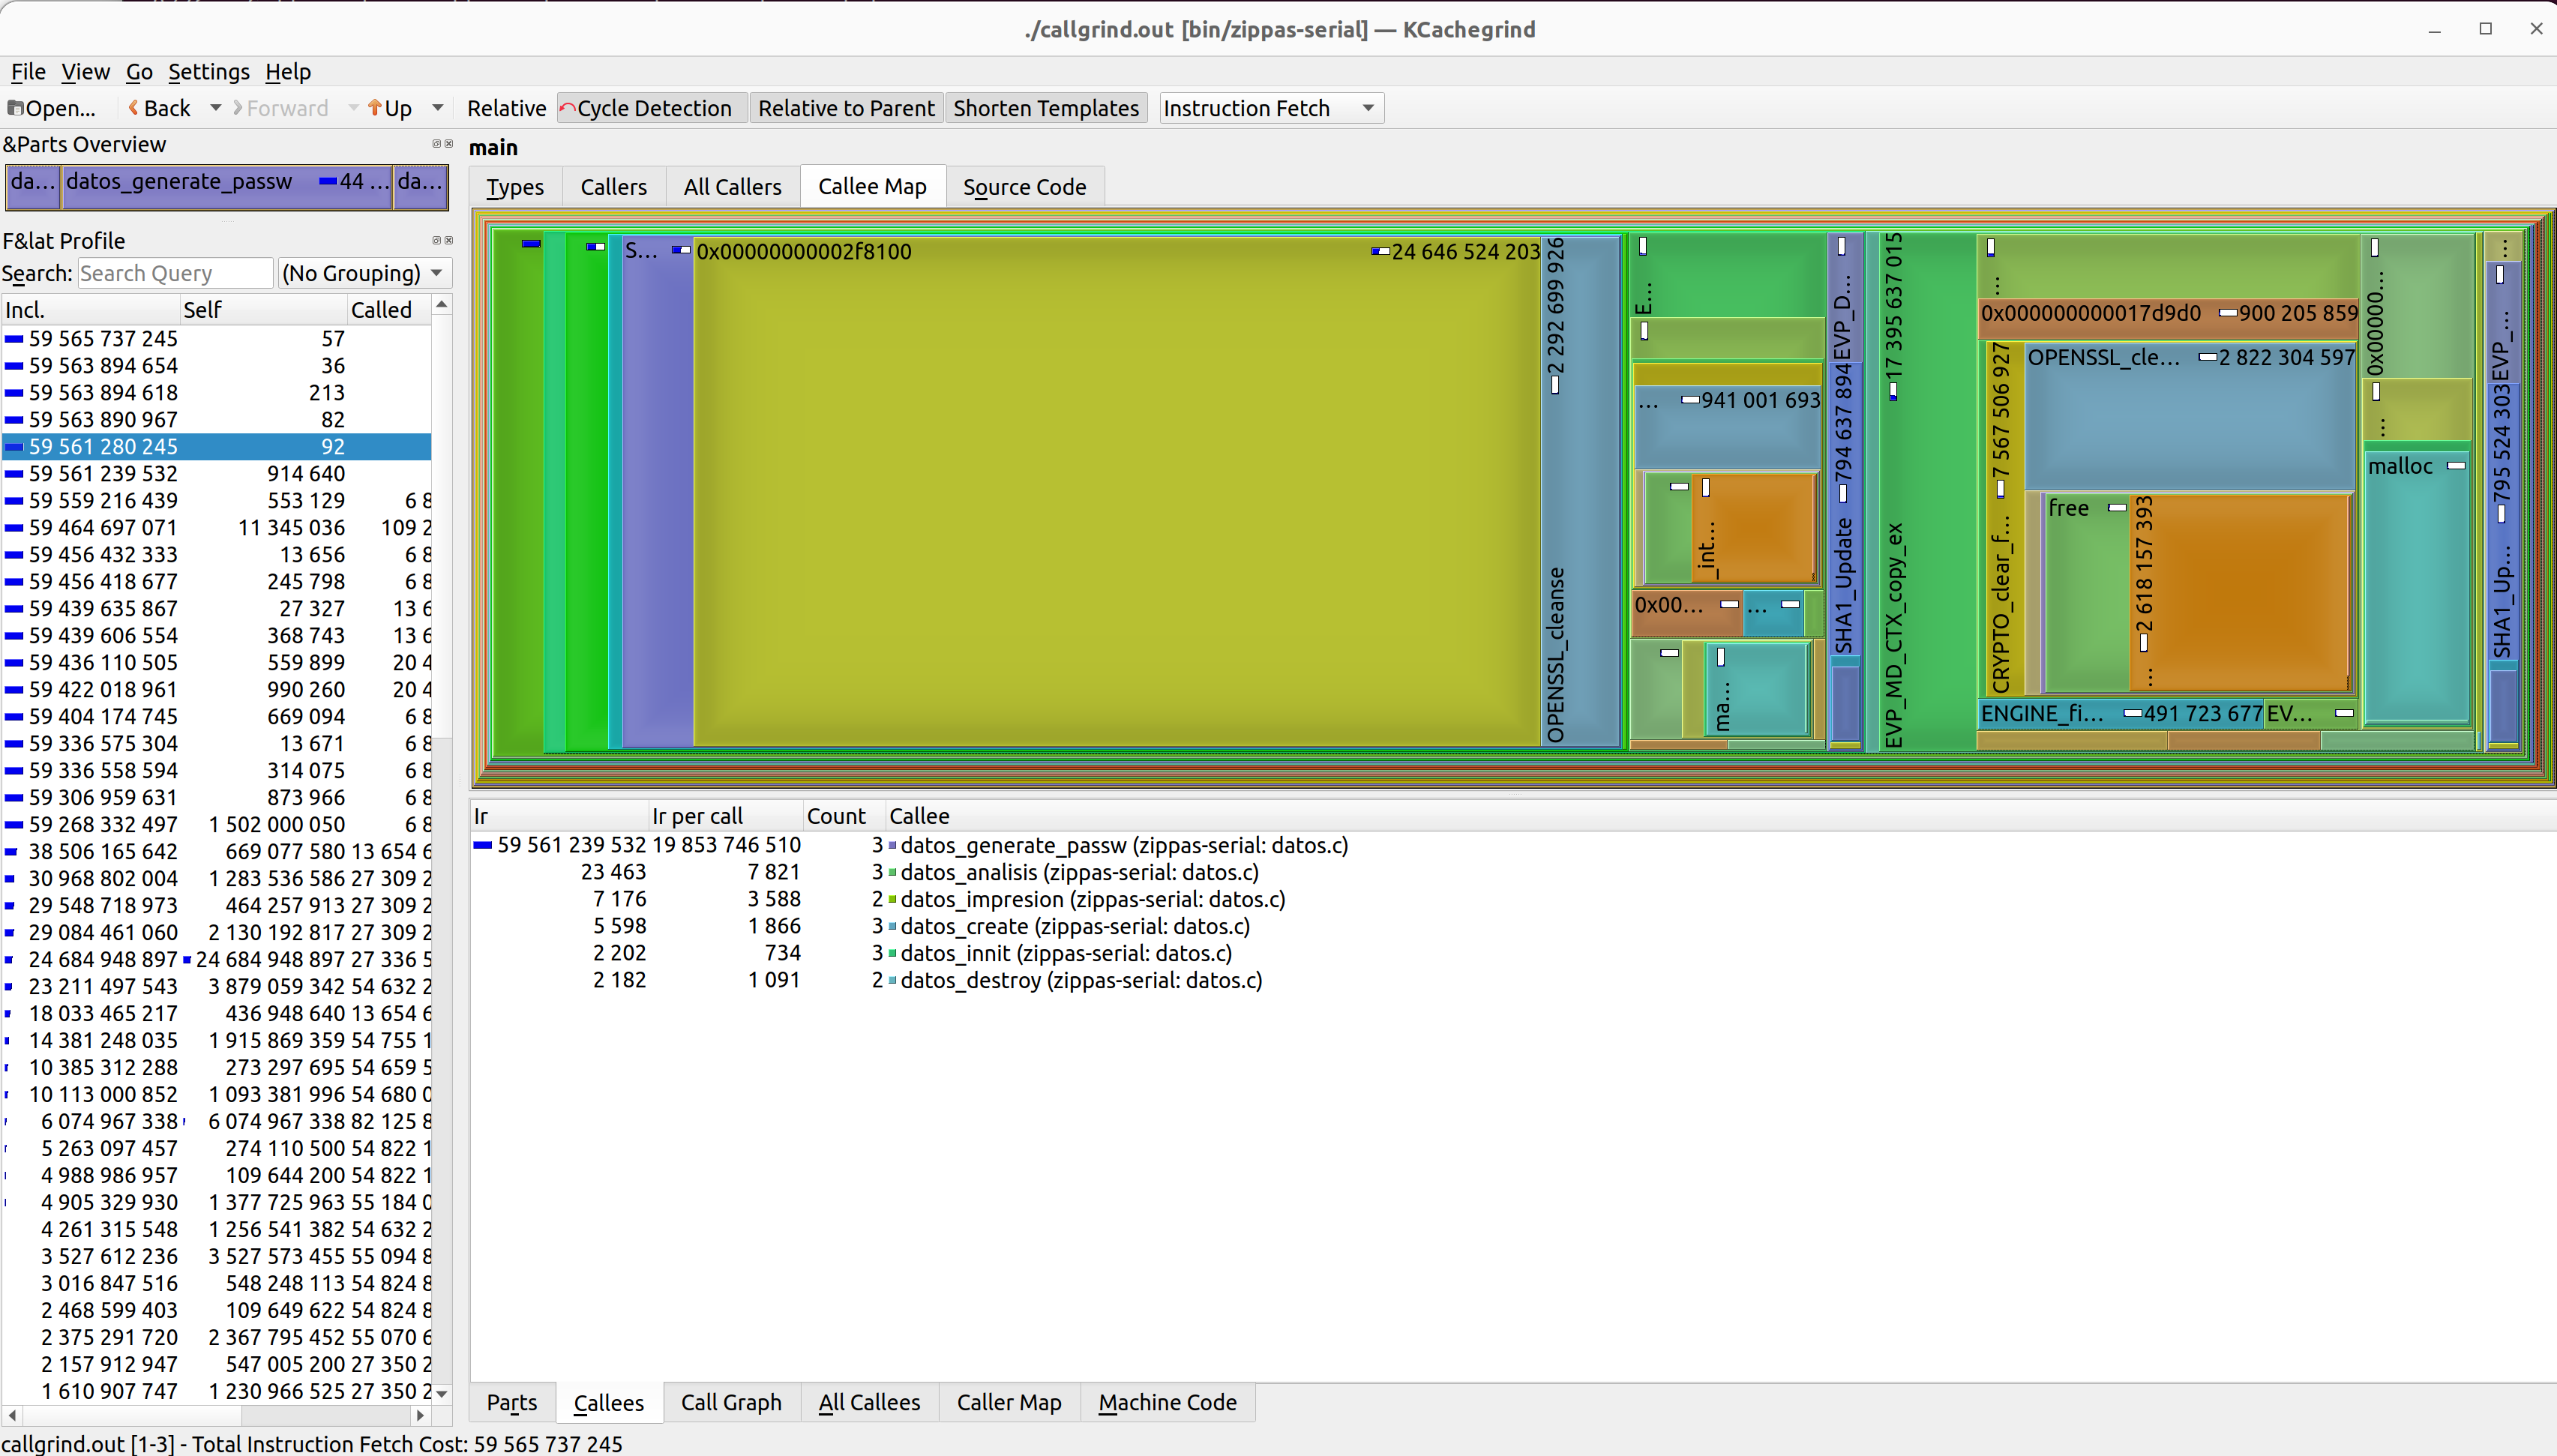 ./callgrind.out [bin/zippas-serial] — KCachegrind
File View Go Settings Help
Open... Back Forward Up Relative Cycle Detection Relative to Parent Shorten Templates Instruction Fetch
&Parts Overview
da... datos_generate_passw 44 ... da...
F&lat Profile
Search: Search Query (No Grouping)
Incl. Self Called
59 565 737 245 57
59 563 894 654 36
59 563 894 618 213
59 563 890 967 82
59 561 280 245 92
59 561 239 532 914 640
59 559 216 439 553 129 6 8
59 464 697 071 11 345 036 109 2
59 456 432 333 13 656 6 8
59 456 418 677 245 798 6 8
59 439 635 867 27 327 13 6
59 439 606 554 368 743 13 6
59 436 110 505 559 899 20 4
59 422 018 961 990 260 20 4
59 404 174 745 669 094 6 8
59 336 575 304 13 671 6 8
59 336 558 594 314 075 6 8
59 306 959 631 873 966 6 8
59 268 332 497 1 502 000 050 6 8
38 506 165 642 669 077 580 13 654 6
30 968 802 004 1 283 536 586 27 309 2
29 548 718 973 464 257 913 27 309 2
29 084 461 060 2 130 192 817 27 309 2
24 684 948 897 24 684 948 897 27 336 5
23 211 497 543 3 879 059 342 54 632 2
18 033 465 217 436 948 640 13 654 6
14 381 248 035 1 915 869 359 54 755 1
10 385 312 288 273 297 695 54 659 5
10 113 000 852 1 093 381 996 54 680 0
6 074 967 338 6 074 967 338 82 125 8
5 263 097 457 274 110 500 54 822 1
4 988 986 957 109 644 200 54 822 1
4 905 329 930 1 377 725 963 55 184 0
4 261 315 548 1 256 541 382 54 632 2
3 527 612 236 3 527 573 455 55 094 8
3 016 847 516 548 248 113 54 824 8
2 468 599 403 109 649 622 54 824 8
2 375 291 720 2 367 795 452 55 070 6
2 157 912 947 547 005 200 27 350 2
1 610 907 747 1 230 966 525 27 350 2
main
Types Callers All Callers Callee Map Source Code
S...
0x00000000002f8100 24 646 524 203
OPENSSL_cleanse 2 292 699 926
E...
... 941 001 693
_int...
0x00... ...
ma...
EVP_D...
SHA1_Update 794 637 894
EVP_MD_CTX_copy_ex 17 395 637 015
...
0x000000000017d9d0 900 205 859
CRYPTO_clear_f... 7 567 506 927
OPENSSL_cle... 2 822 304 597
free
... 2 618 157 393
ENGINE_fi... 491 723 677 EV...
0x00000...
...
malloc
...
EVP_...
SHA1_Up... 795 524 303
Ir Ir per call Count Callee
59 561 239 532 19 853 746 510 3 datos_generate_passw (zippas-serial: datos.c)
23 463 7 821 3 datos_analisis (zippas-serial: datos.c)
7 176 3 588 2 datos_impresion (zippas-serial: datos.c)
5 598 1 866 3 datos_create (zippas-serial: datos.c)
2 202 734 3 datos_innit (zippas-serial: datos.c)
2 182 1 091 2 datos_destroy (zippas-serial: datos.c)
Parts Callees Call Graph All Callees Caller Map Machine Code
callgrind.out [1-3] - Total Instruction Fetch Cost: 59 565 737 245